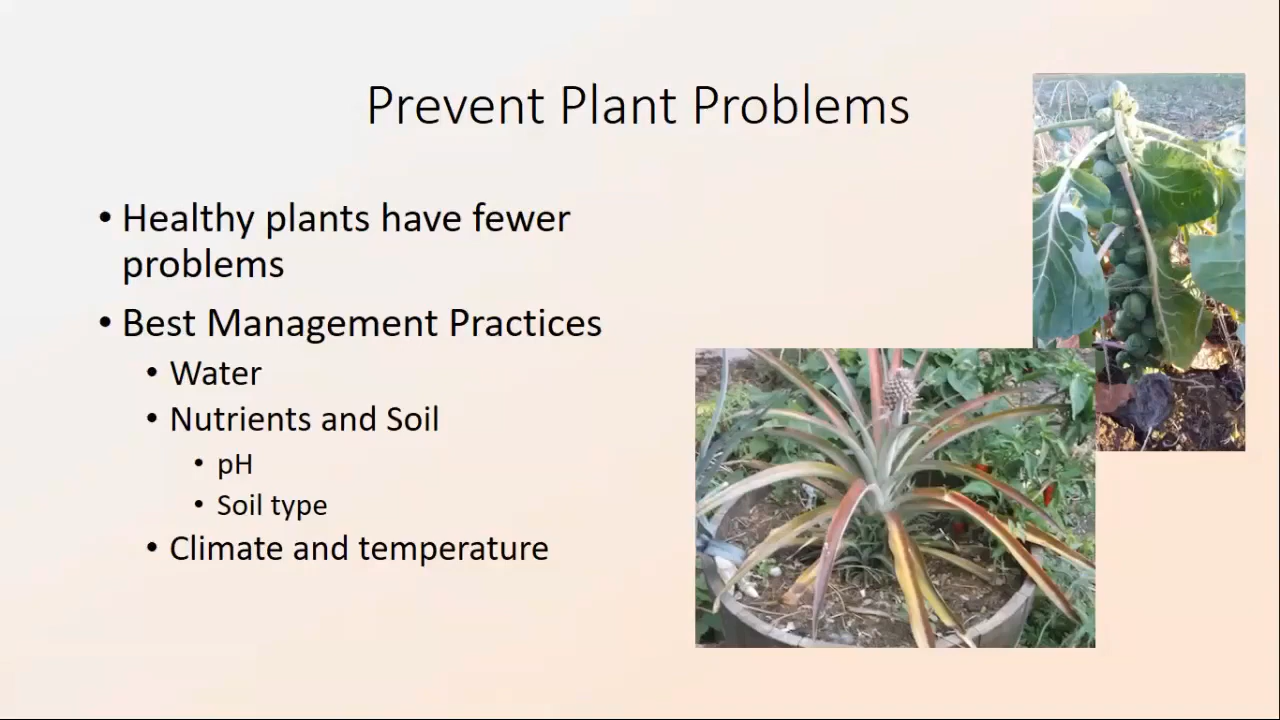 Prevent Plant Problems
• Healthy plants have fewer
problems
• Best Management Practices
• Water
• Nutrients and Soil
• pH
• Soil type
• Climate and temperature